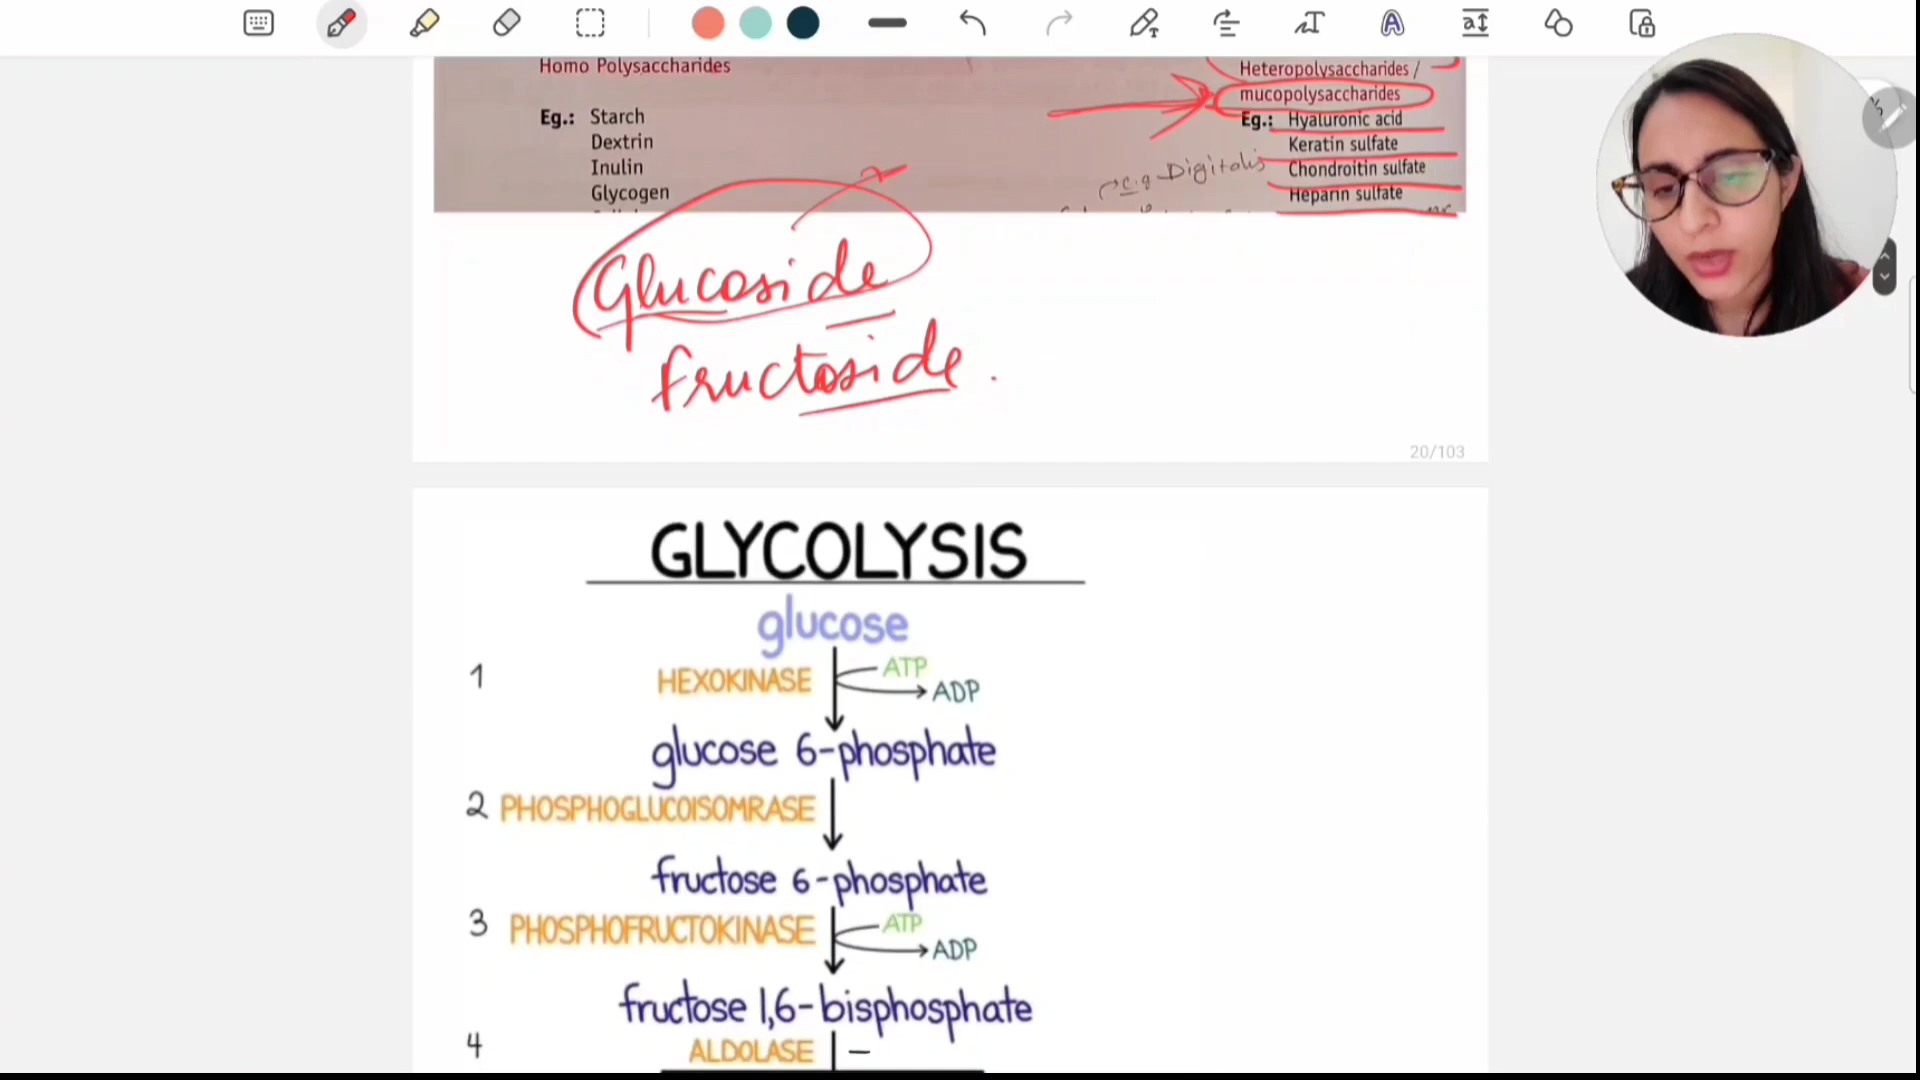 Homo Polysaccharides
Eg.: Starch
Dextrin
Inulin
Glycogen
Heteropolysaccharides /
mucopolysaccharides
Eg.: Hyaluronic acid
Keratin sulfate
Chondroitin sulfate
Heparin sulfate
e.g Digitalis
Glucoside
fructoside.
20/103
GLYCOLYSIS
glucose
1 HEXOKINASE ATP
ADP
glucose 6-phosphate
2 PHOSPHOGLUCOISOMRASE
fructose 6-phosphate
3 PHOSPHOFRUCTOKINASE ATP
ADP
fructose 1,6-bisphosphate
4 ALDOLASE